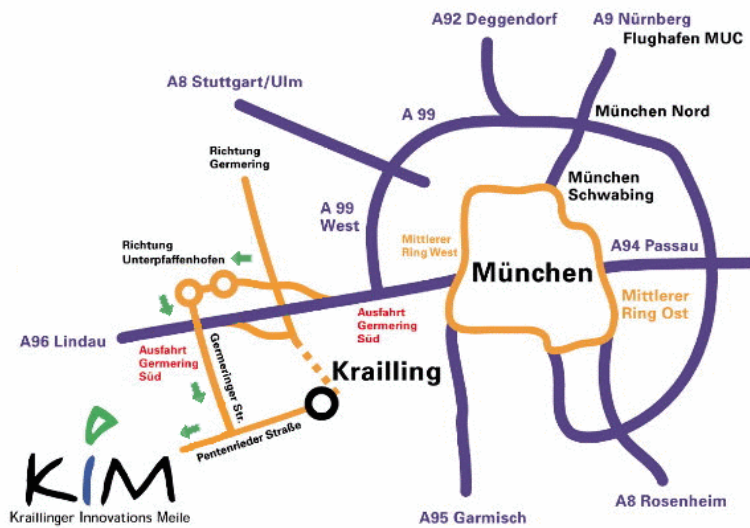 A92 Deggendorf
A9 Nürnberg
Flughafen MUC
A8 Stuttgart/Ulm
A 99
München Nord
Richtung
Germering
München
Schwabing
A 99
West
Mittlerer
Ring West
A94 Passau
Richtung
Unterpfaffenhofen
München
Mittlerer
Ring Ost
Ausfahrt
Germering
Süd
A96 Lindau
Ausfahrt
Germering
Süd
Germeringer Str.
Krailling
Pentenrieder Straße
KiM
Kraillinger Innovations Meile
A95 Garmisch
A8 Rosenheim